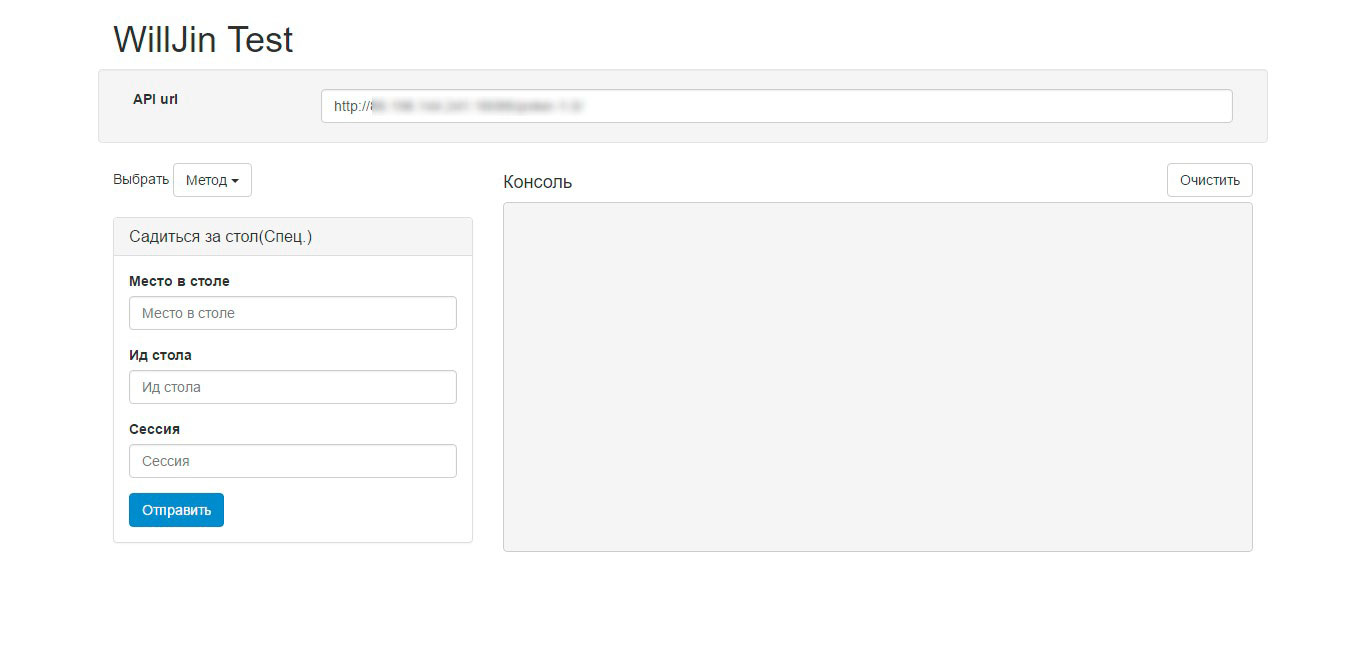 WillJin Test
API url
http://
Выбрать
Метод
Консоль
Очистить
Садиться за стол(Спец.)
Место в столе
Место в столе
Ид стола
Ид стола
Сессия
Сессия
Отправить